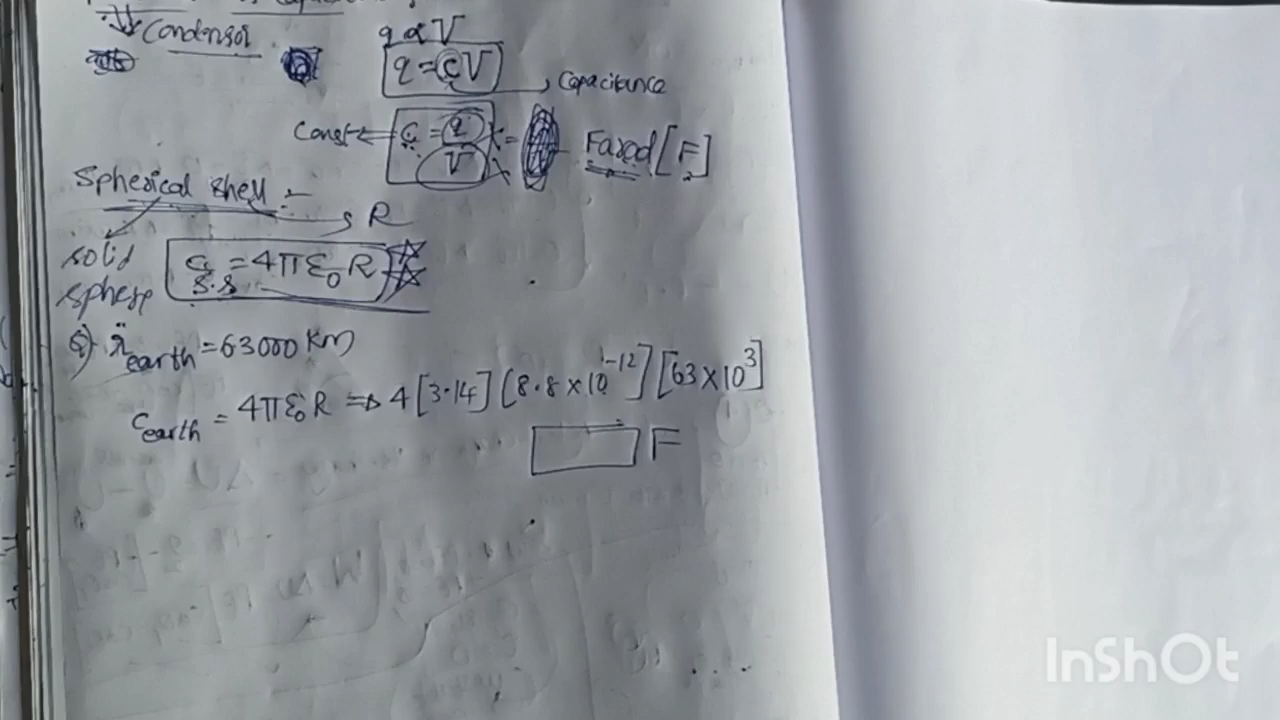 Condensor
q α V
q = CV
Capacitance
Const ← C = q/V = Farad [F]
Spherical shell :-
R
solid sphere
C s.s = 4πε₀R
Q) r earth = 63000 Km
C earth = 4πε₀R ⇒ 4[3.14] (8.8 × 10⁻¹²] [63 × 10³]
F
InShOt